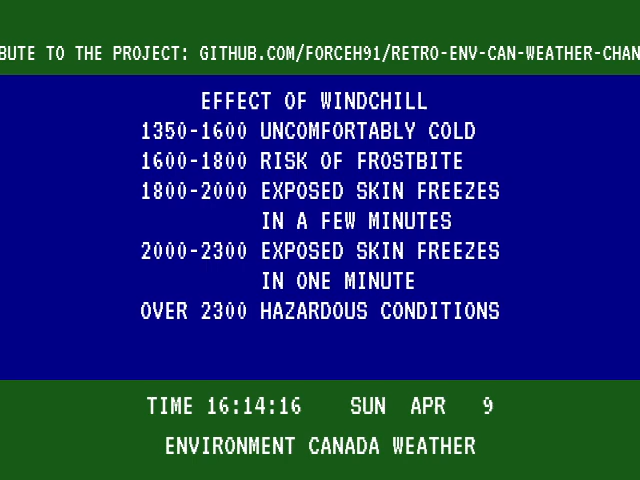 BUTE TO THE PROJECT: GITHUB.COM/FORCEH91/RETRO-ENV-CAN-WEATHER-CHAN
EFFECT OF WINDCHILL
1350-1600 UNCOMFORTABLY COLD
1600-1800 RISK OF FROSTBITE
1800-2000 EXPOSED SKIN FREEZES
IN A FEW MINUTES
2000-2300 EXPOSED SKIN FREEZES
IN ONE MINUTE
OVER 2300 HAZARDOUS CONDITIONS
TIME 16:14:16 SUN APR 9
ENVIRONMENT CANADA WEATHER